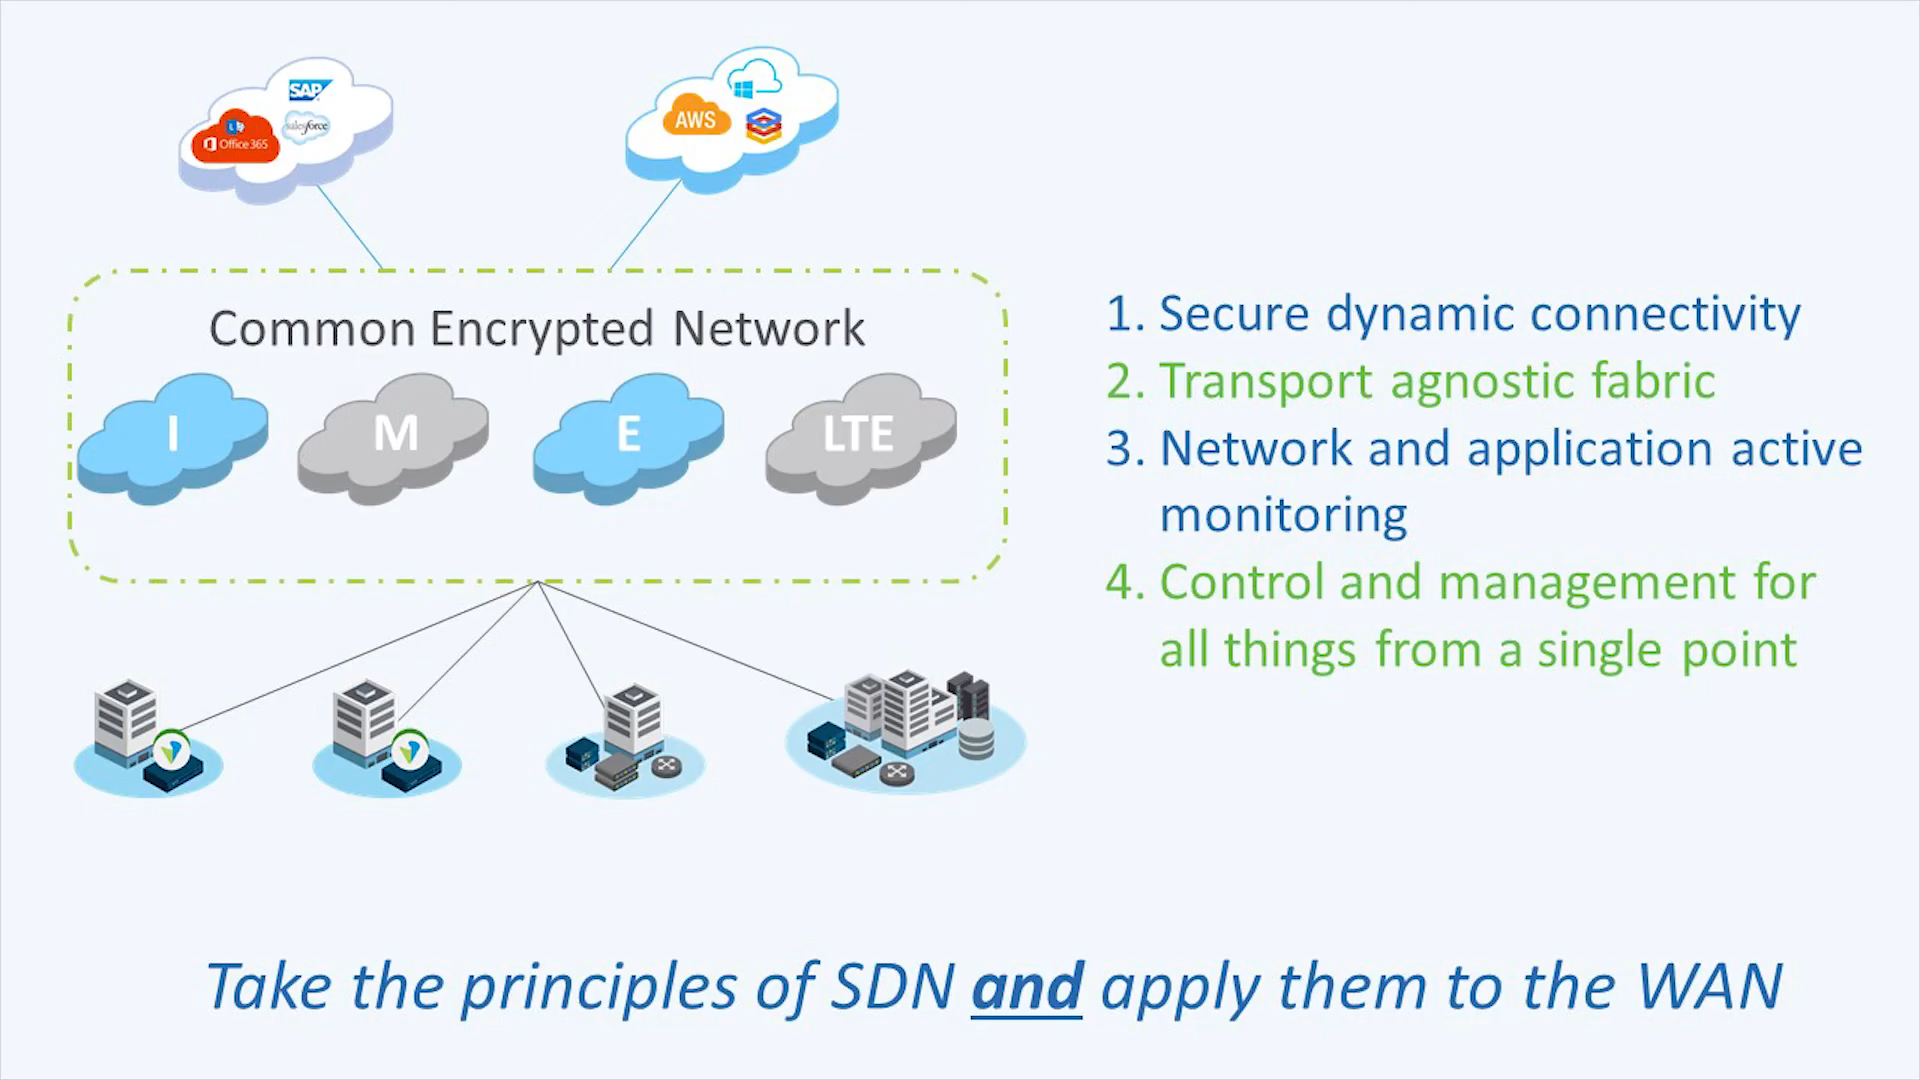 SAP
salesforce
Office 365
AWS
Common Encrypted Network
I
M
E
LTE
1. Secure dynamic connectivity
2. Transport agnostic fabric
3. Network and application active
monitoring
4. Control and management for
all things from a single point
Take the principles of SDN and apply them to the WAN